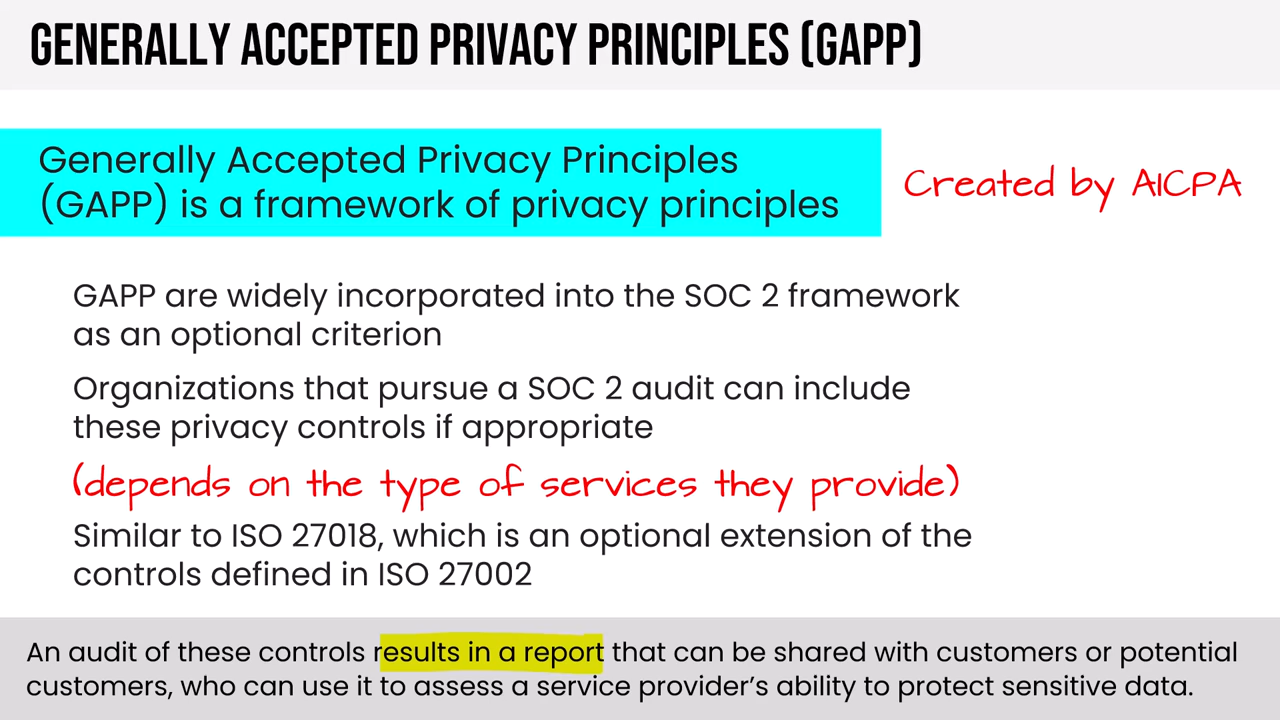 GENERALLY ACCEPTED PRIVACY PRINCIPLES (GAPP)
Generally Accepted Privacy Principles
(GAPP) is a framework of privacy principles
Created by AICPA
GAPP are widely incorporated into the SOC 2 framework
as an optional criterion
Organizations that pursue a SOC 2 audit can include
these privacy controls if appropriate
(depends on the type of services they provide)
Similar to ISO 27018, which is an optional extension of the
controls defined in ISO 27002
An audit of these controls results in a report that can be shared with customers or potential
customers, who can use it to assess a service provider's ability to protect sensitive data.